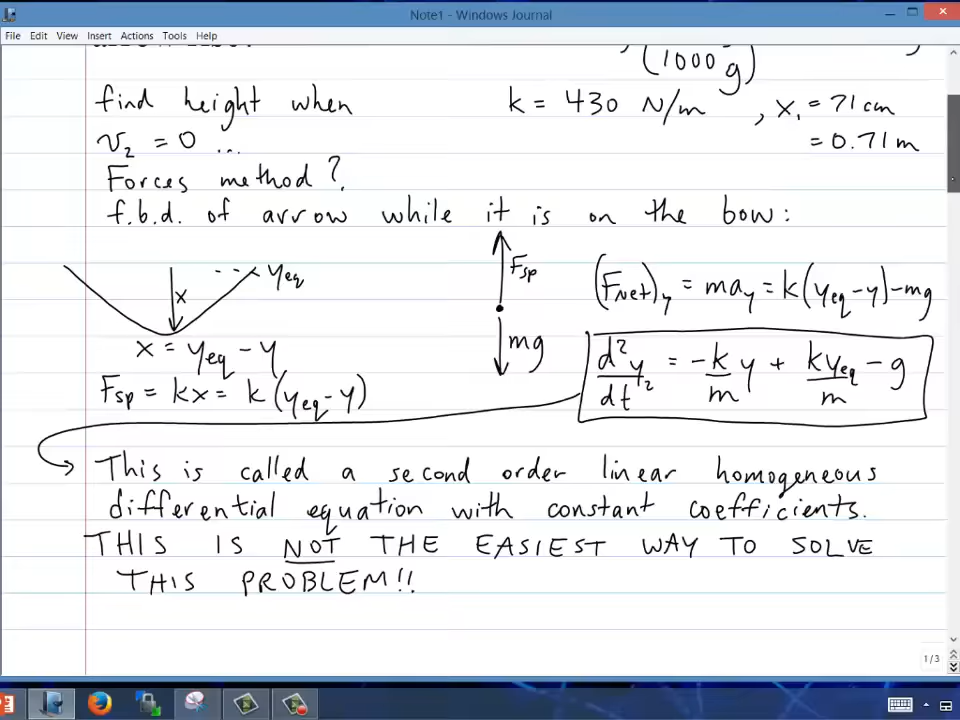 Note1 - Windows Journal
File Edit View Insert Actions Tools Help
(1000 g)
find height when
k = 430 N/m , x₁ = 71 cm
v₂ = 0 ...
= 0.71 m
Forces method?
f.b.d. of arrow while it is on the bow:
yeq
x
Fsp
(FNet)y = may = k(yeq-y)-mg
x = yeq - y
mg
d²y/dt² = -k/m y + kyeq/m - g
Fsp = kx = k(yeq-y)
This is called a second order linear homogeneous
differential equation with constant coefficients.
THIS IS NOT THE EASIEST WAY TO SOLVE
THIS PROBLEM!!
1/3